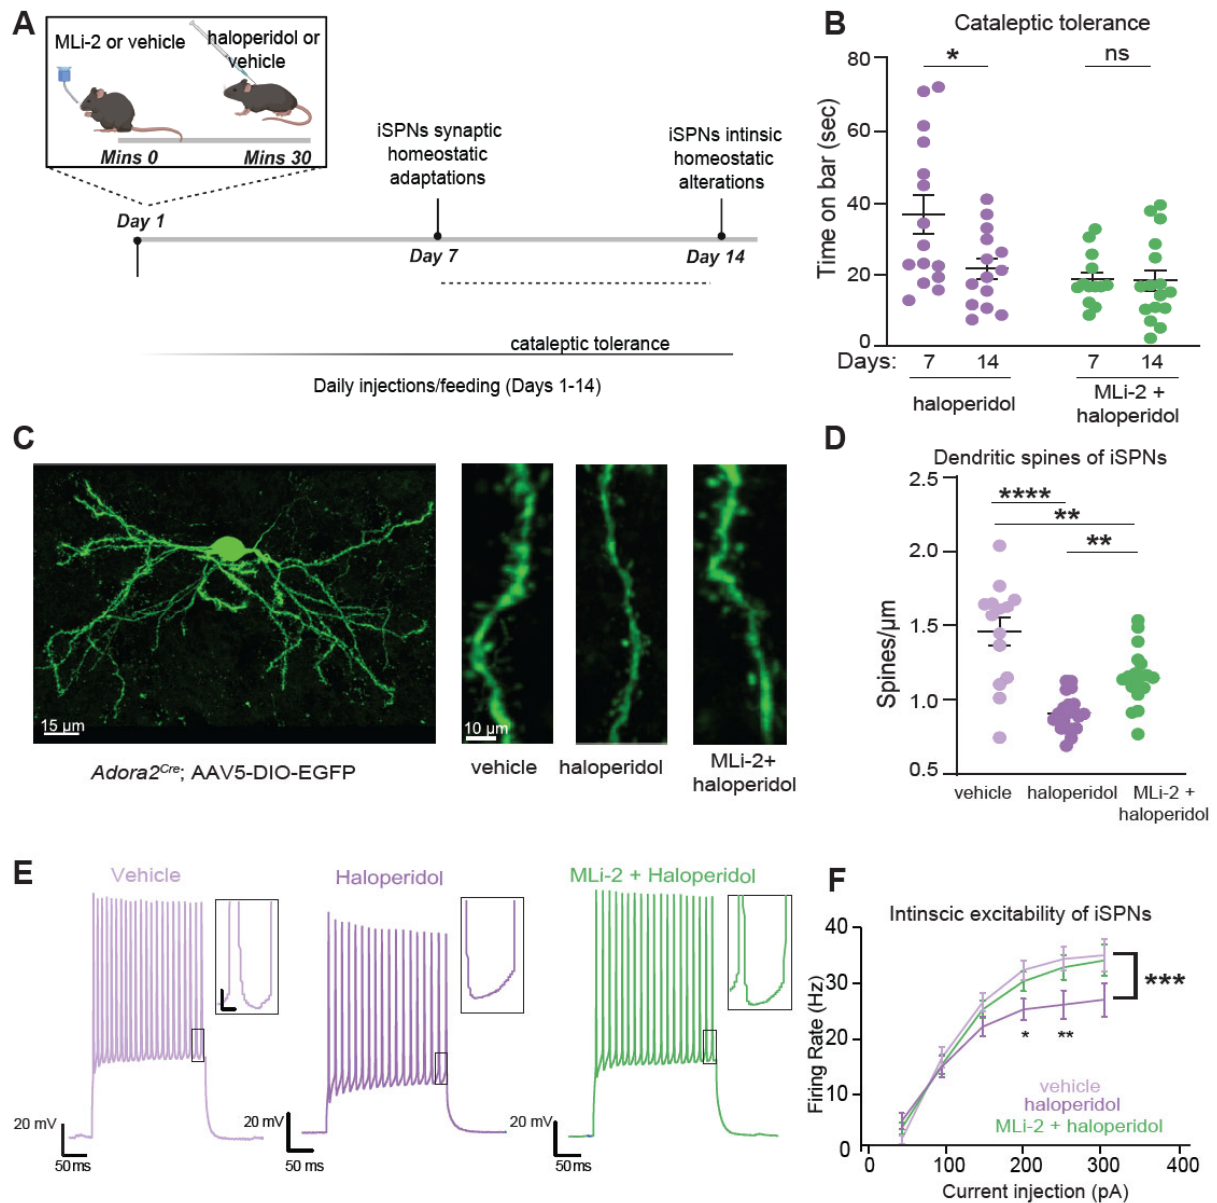 A
MLi-2 or vehicle
haloperidol or
vehicle
Mins 0
Mins 30
Day 1
iSPNs synaptic
homeostatic
adaptations
iSPNs intrinsic
homeostatic
alterations
Day 7
Day 14
cataleptic tolerance
Daily injections/feeding (Days 1-14)
B
Cataleptic tolerance
*
ns
Time on bar (sec)
80
60
40
20
0
Days: 7 14 7 14
haloperidol
MLi-2 +
haloperidol
C
15 µm
10 µm
Adora2Cre; AAV5-DIO-EGFP
vehicle
haloperidol
MLi-2+
haloperidol
D
Dendritic spines of iSPNs
****
**
**
Spines/µm
2.5
2.0
1.5
1.0
0.5
vehicle
haloperidol
MLi-2 +
haloperidol
E
Vehicle
20 mV
50 ms
Haloperidol
20 mV
50 ms
MLi-2 + Haloperidol
20 mV
50 ms
F
Intinscic excitability of iSPNs
Firing Rate (Hz)
40
30
20
10
0
***
*
**
vehicle
haloperidol
MLi-2 + haloperidol
0 100 200 300 400
Current injection (pA)